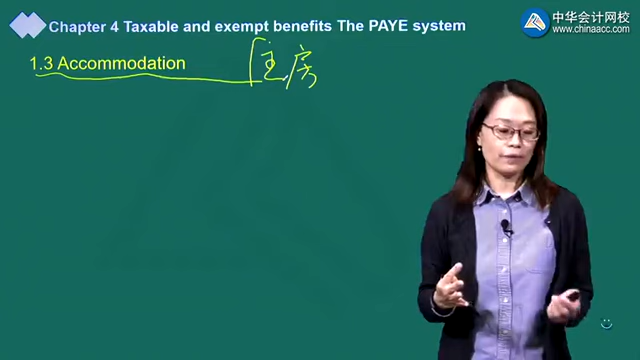 Chapter 4 Taxable and exempt benefits The PAYE system
中华会计网校
www.chinaacc.com
1.3 Accommodation
住房